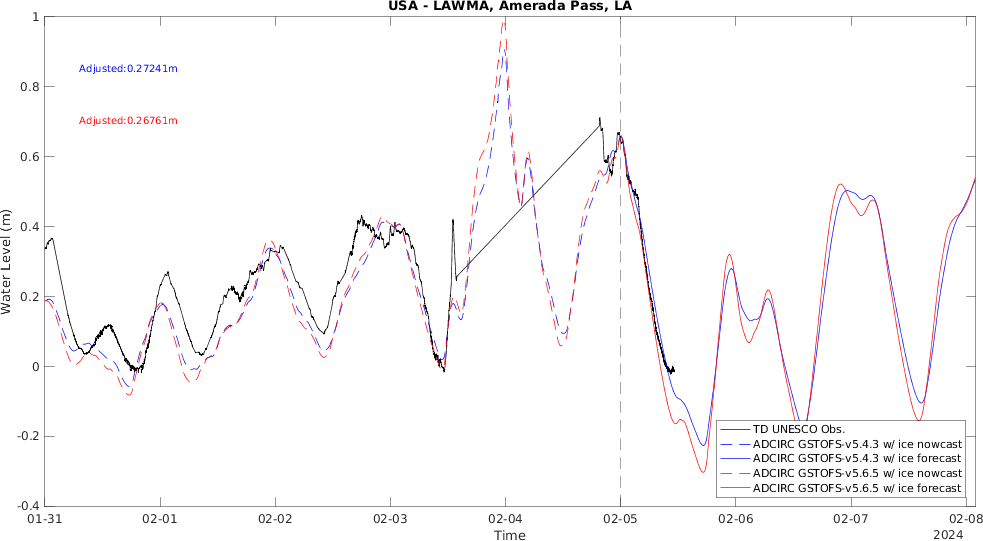 USA - LAWMA, Amerada Pass, LA
1
Adjusted:0.27241m
0.8
Adjusted:0.26761m
0.6
0.4
0.2
0
-0.2
-0.4
Water Level (m)
TD UNESCO Obs.
ADCIRC GSTOFS-v5.4.3 w/ ice nowcast
ADCIRC GSTOFS-v5.4.3 w/ ice forecast
ADCIRC GSTOFS-v5.6.5 w/ ice nowcast
ADCIRC GSTOFS-v5.6.5 w/ ice forecast
01-31 02-01 02-02 02-03 02-04 02-05 02-06 02-07 02-08
Time
2024